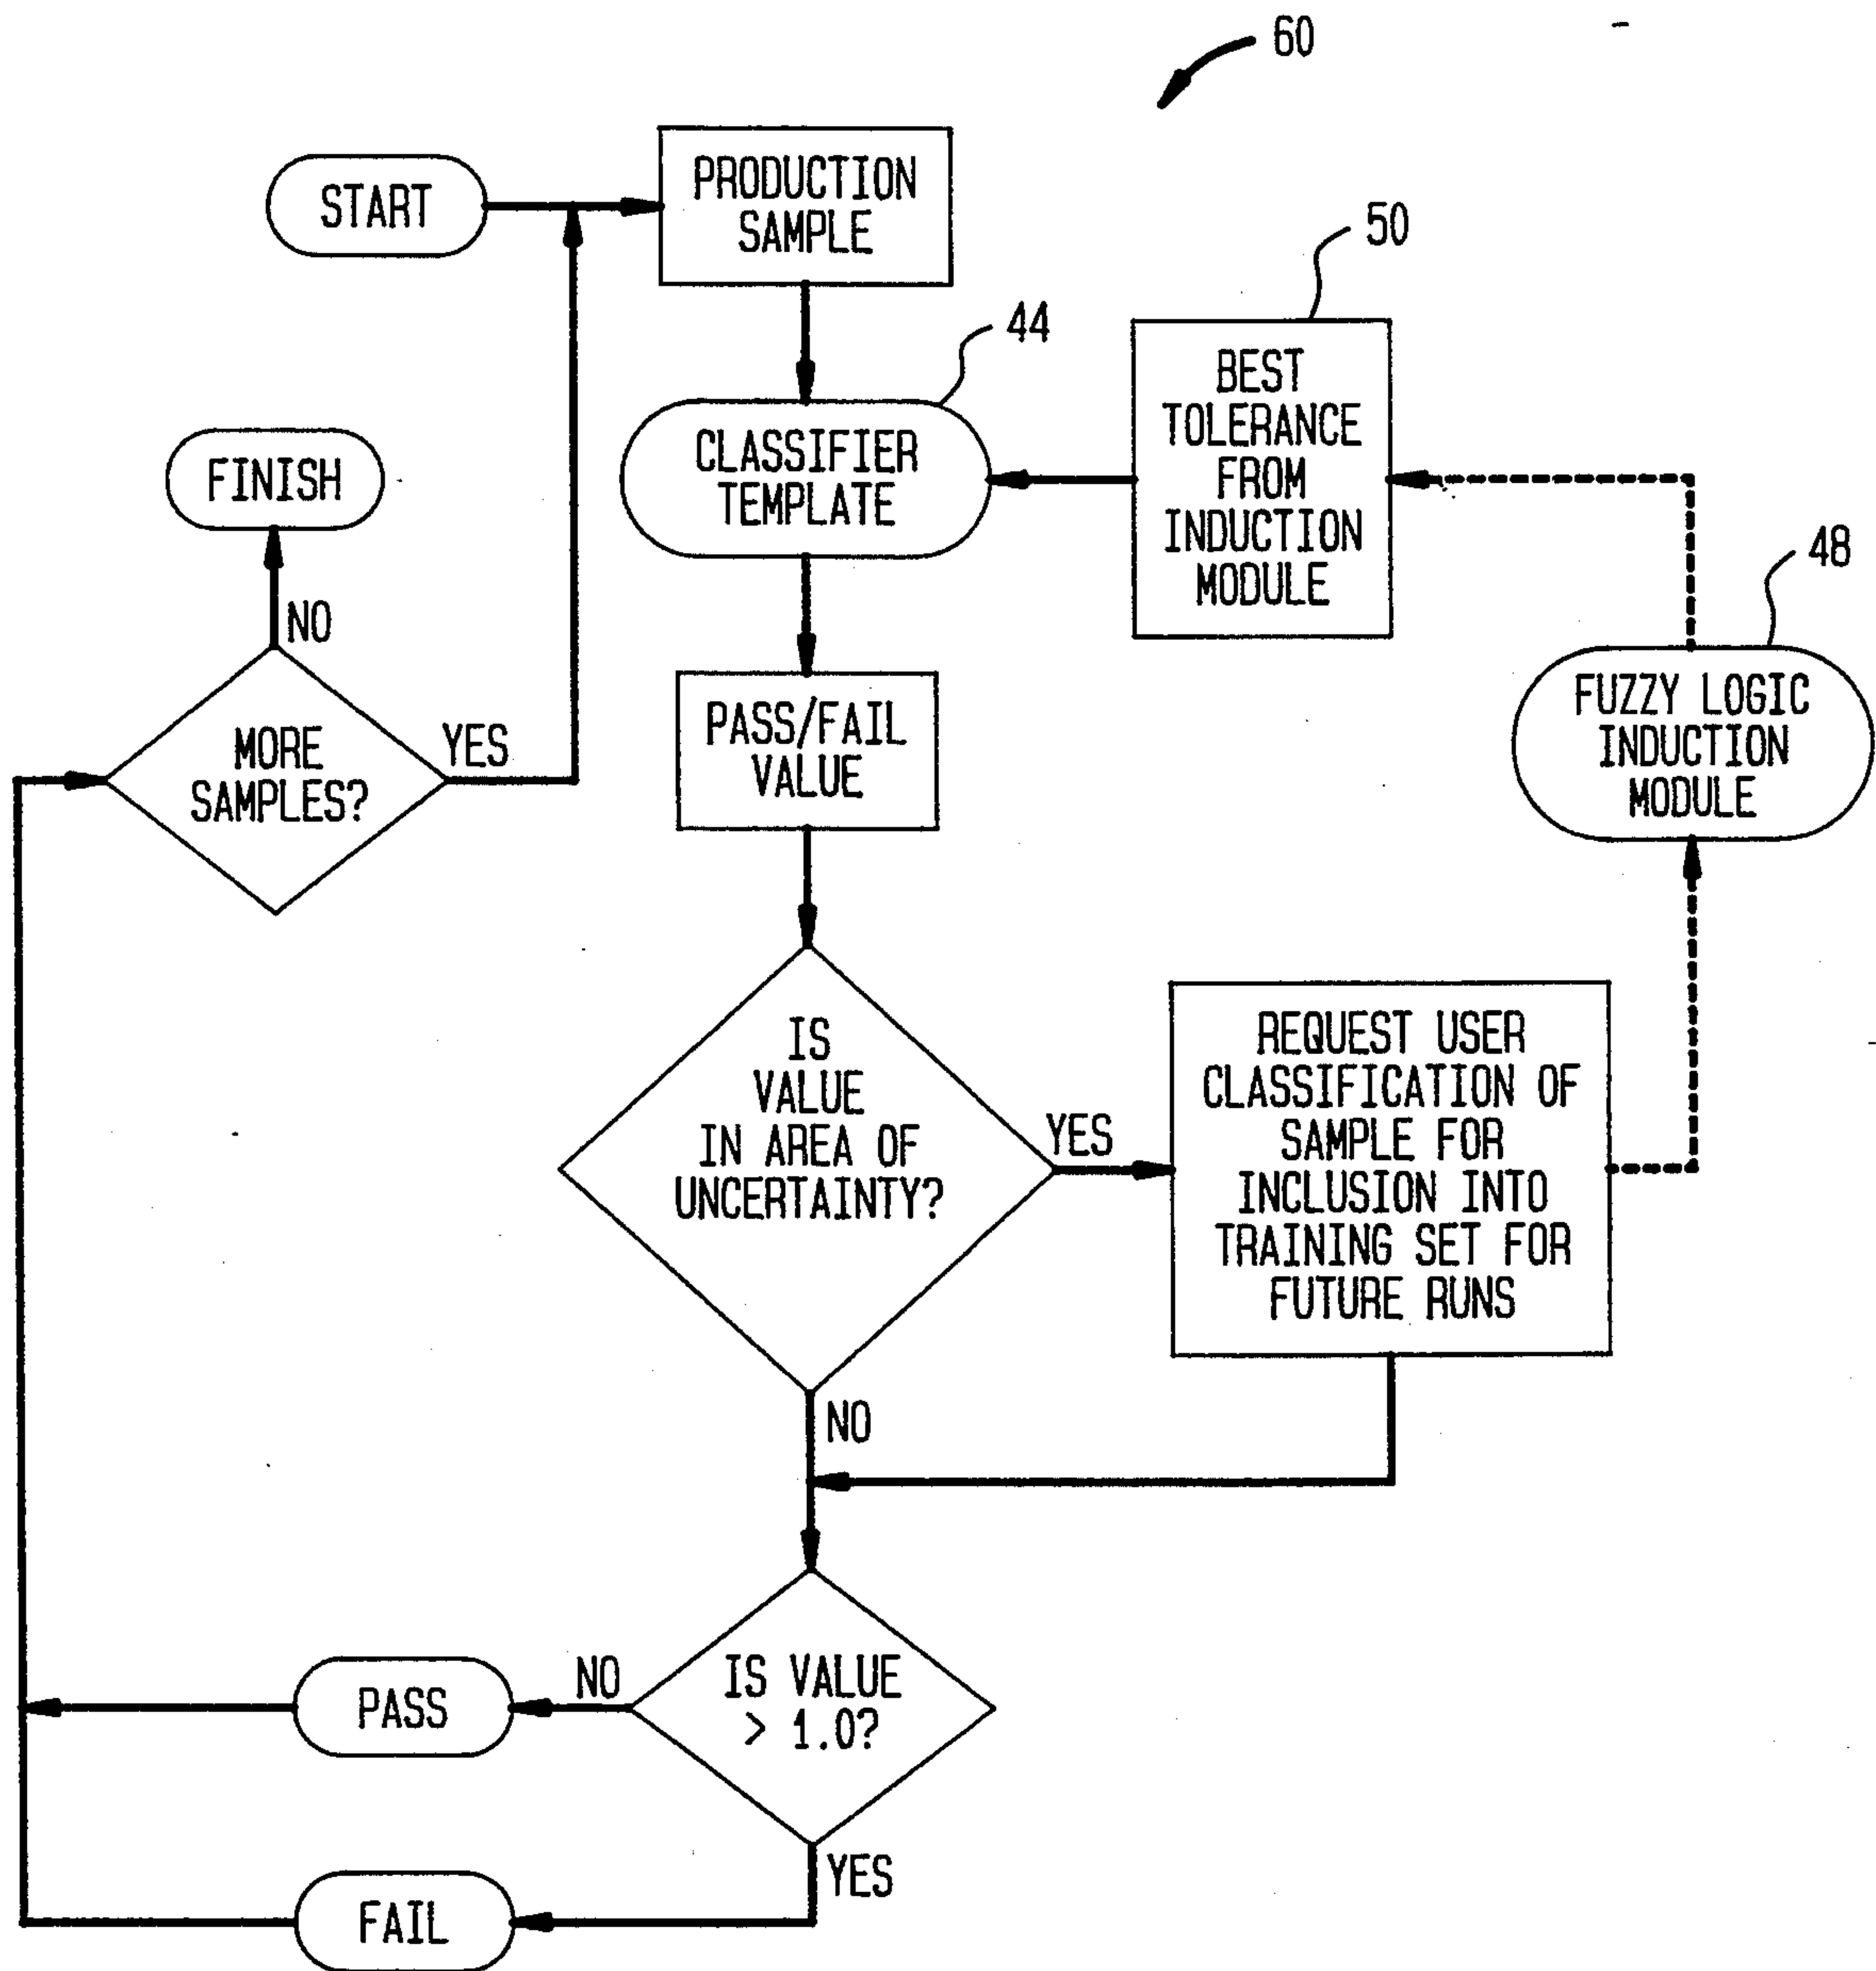 60
START
PRODUCTION
SAMPLE
50
44
BEST
TOLERANCE
FROM
INDUCTION
MODULE
CLASSIFIER
TEMPLATE
FINISH
NO
48
MORE
SAMPLES?
YES
PASS/FAIL
VALUE
FUZZY LOGIC
INDUCTION
MODULE
IS
VALUE
IN AREA OF
UNCERTAINTY?
YES
REQUEST USER
CLASSIFICATION OF
SAMPLE FOR
INCLUSION INTO
TRAINING SET FOR
FUTURE RUNS
NO
IS VALUE
> 1.0?
NO
PASS
YES
FAIL